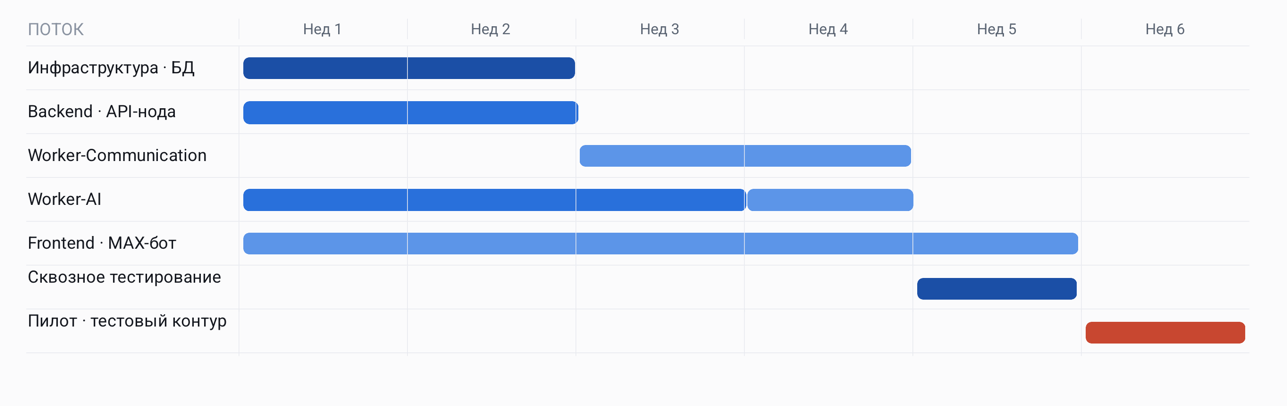 ПОТОК Нед 1 Нед 2 Нед 3 Нед 4 Нед 5 Нед 6
Инфраструктура · БД
Backend · API-нода
Worker-Communication
Worker-AI
Frontend · MAX-бот
Сквозное тестирование
Пилот · тестовый контур